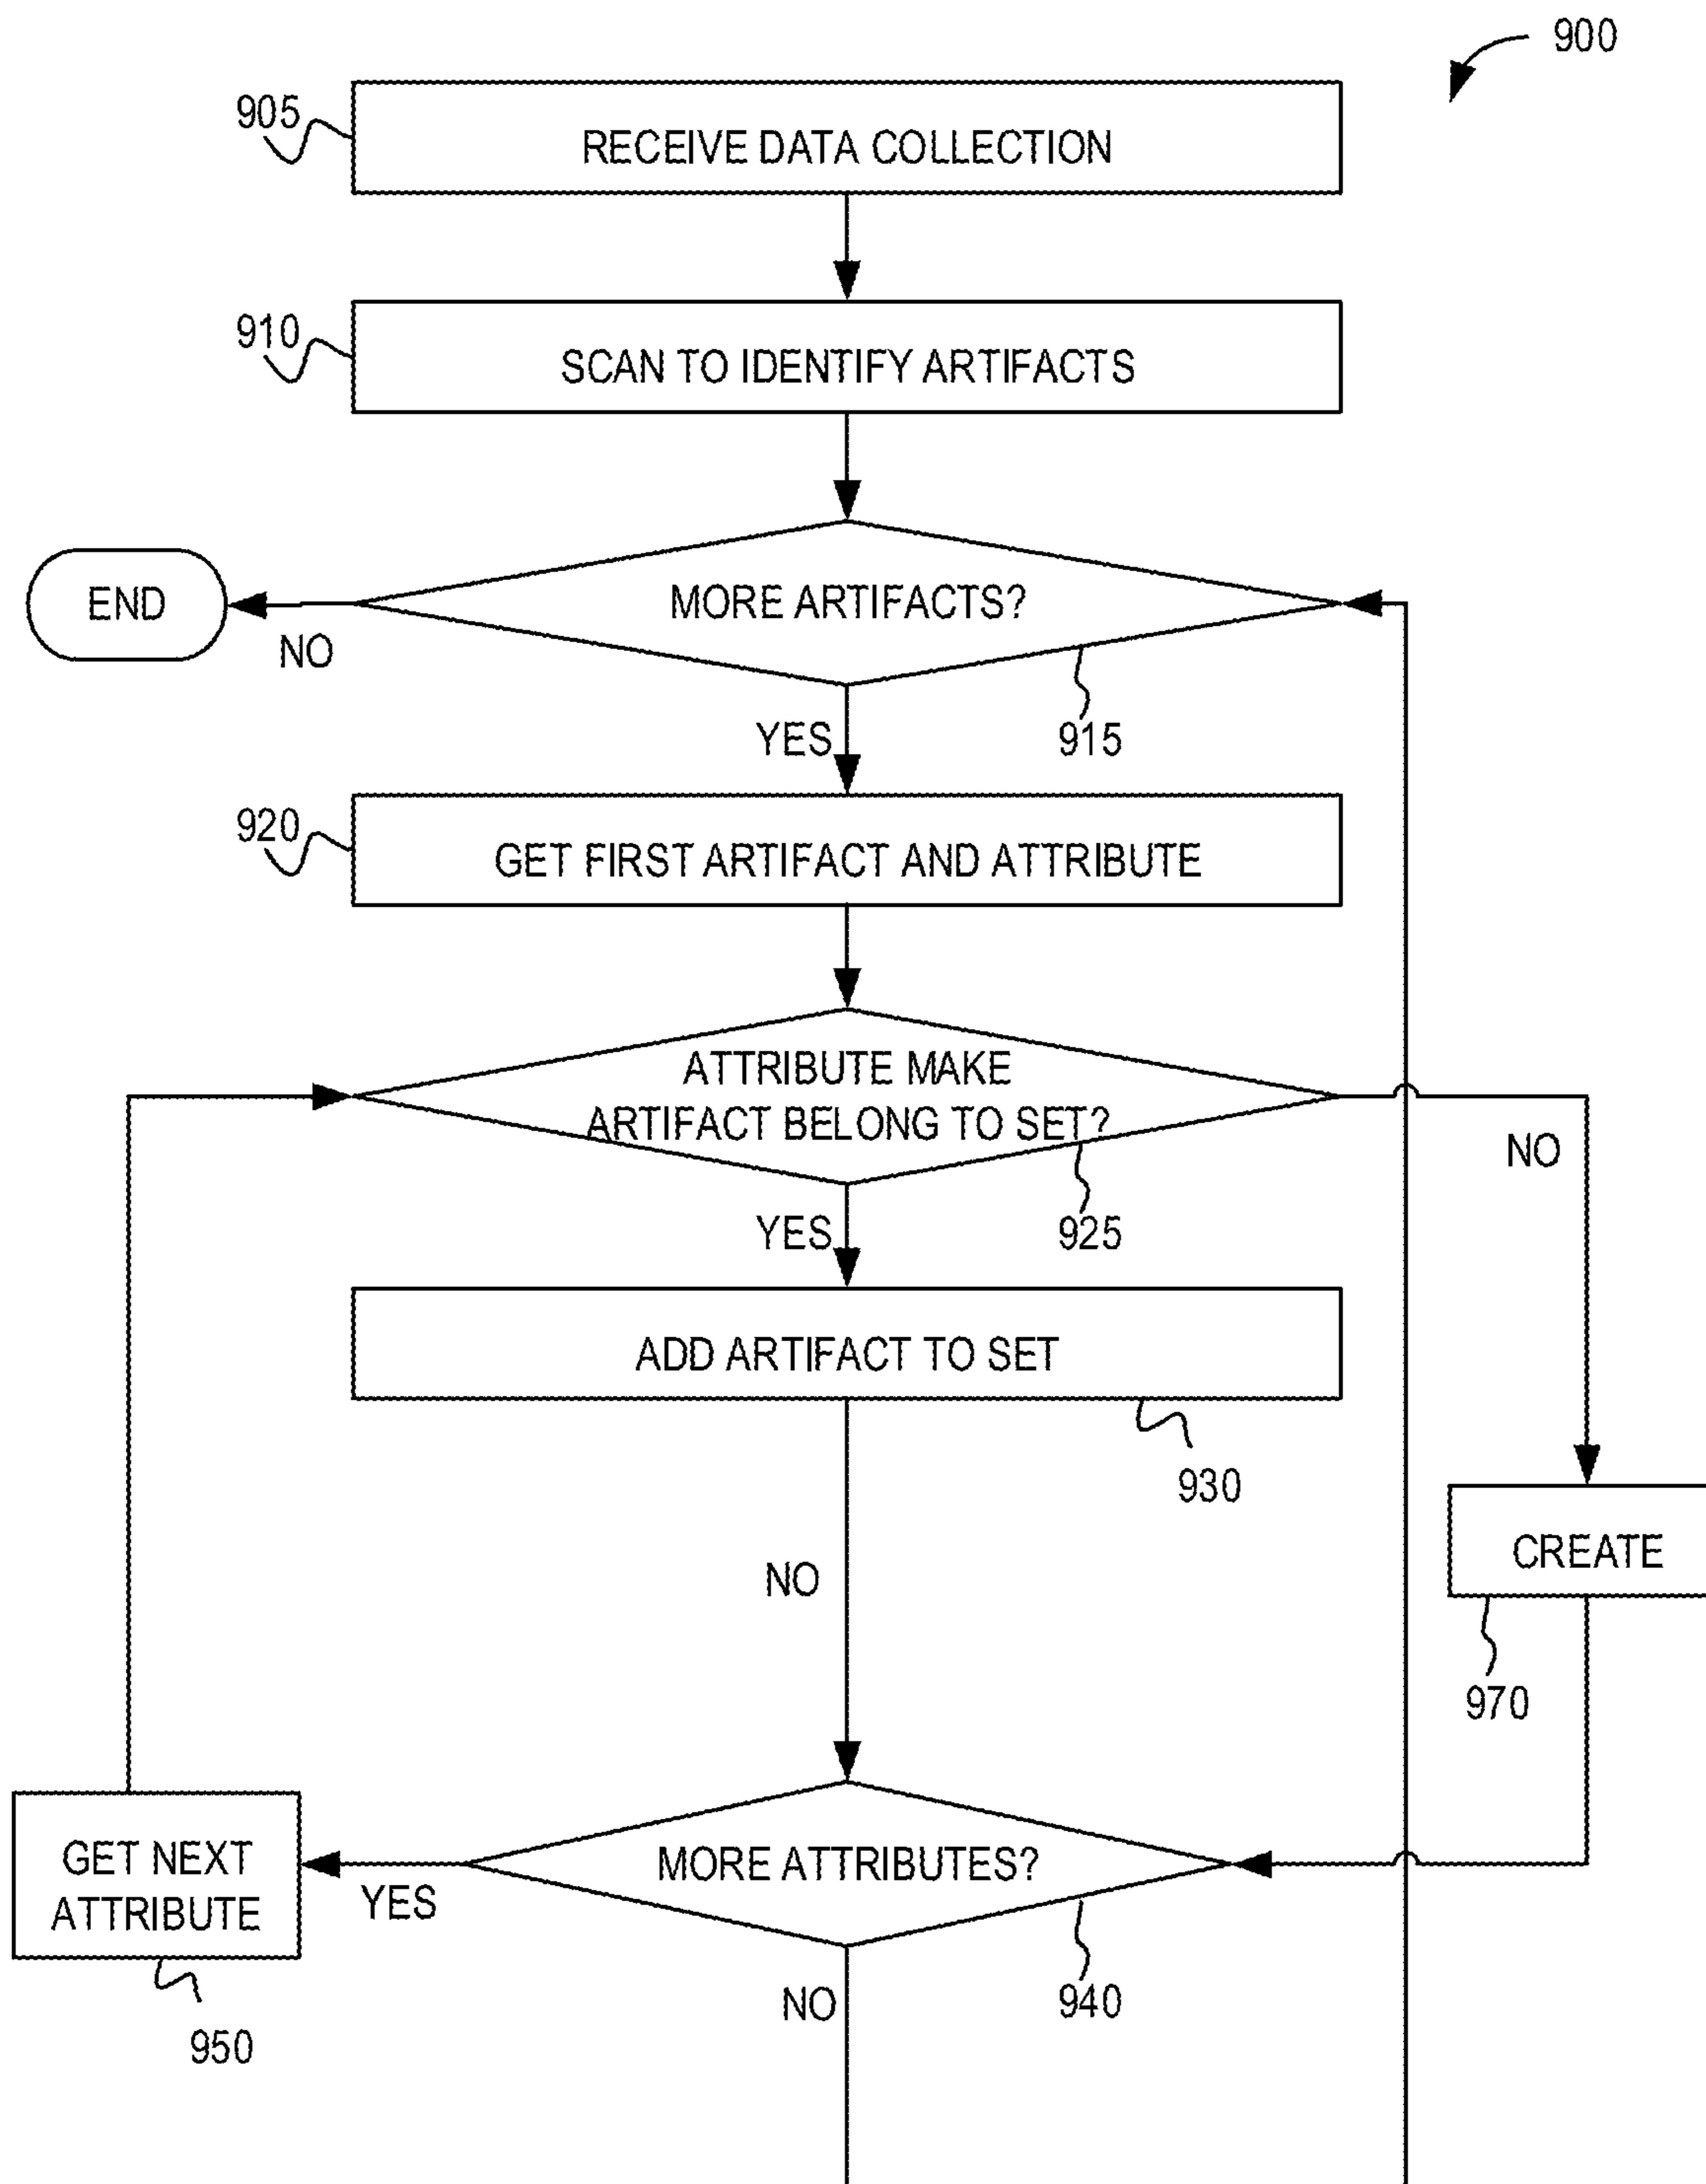 900
905
RECEIVE DATA COLLECTION
910
SCAN TO IDENTIFY ARTIFACTS
END
MORE ARTIFACTS?
NO
YES
915
920
GET FIRST ARTIFACT AND ATTRIBUTE
ATTRIBUTE MAKE
ARTIFACT BELONG TO SET?
NO
YES
925
ADD ARTIFACT TO SET
930
NO
CREATE
970
GET NEXT
ATTRIBUTE
YES
MORE ATTRIBUTES?
940
NO
950